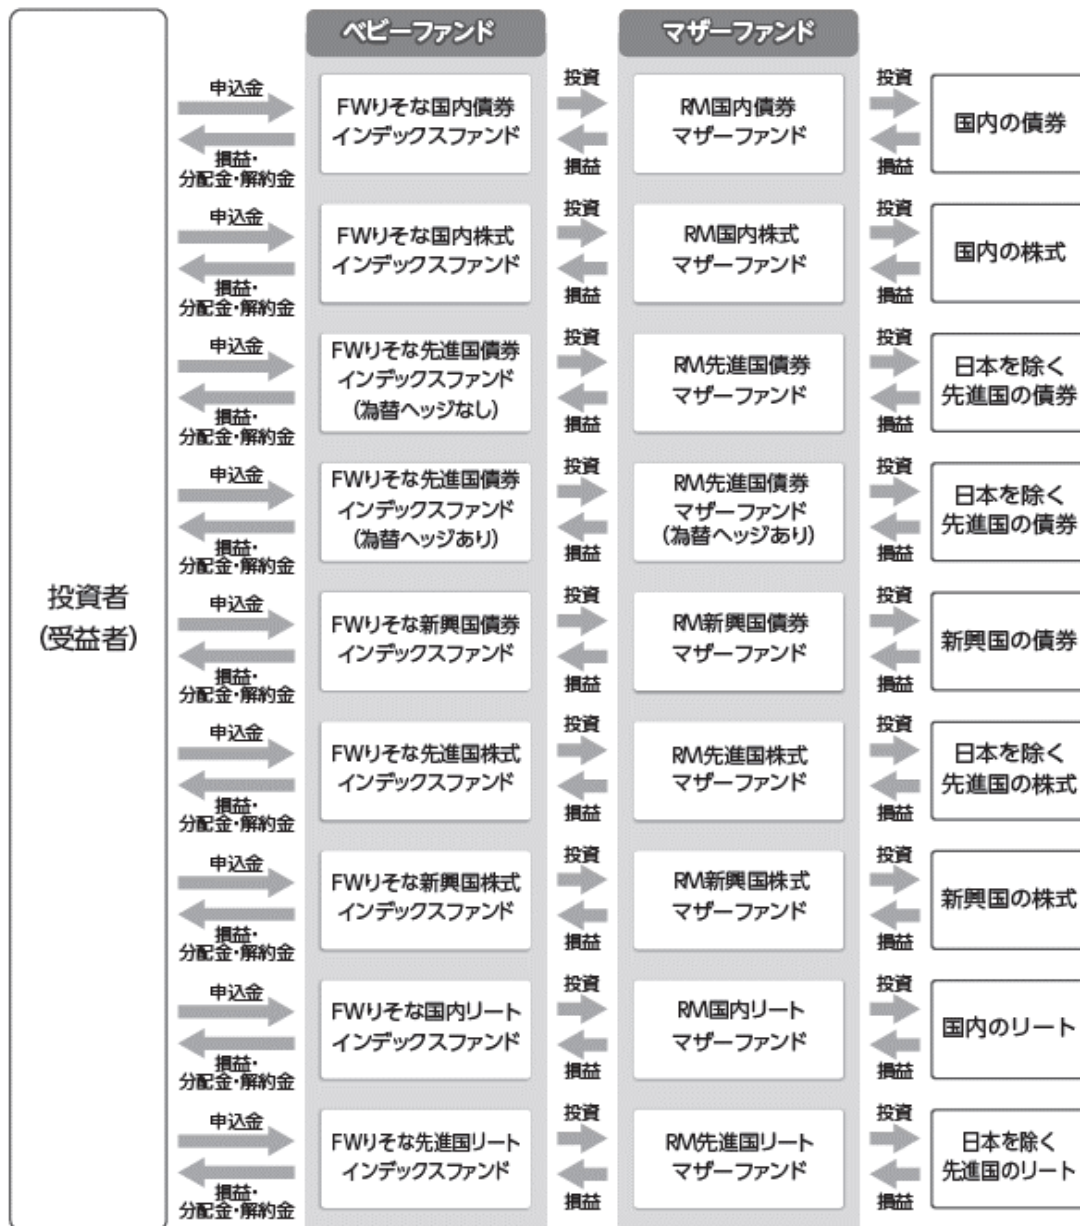 ベビーファンド
マザーファンド
投資者
(受益者)
申込金
損益・
分配金・解約金
FWりそな国内債券
インデックスファンド
投資
損益
RM国内債券
マザーファンド
投資
損益
国内の債券
申込金
損益・
分配金・解約金
FWりそな国内株式
インデックスファンド
投資
損益
RM国内株式
マザーファンド
投資
損益
国内の株式
申込金
損益・
分配金・解約金
FWりそな先進国債券
インデックスファンド
(為替ヘッジなし)
投資
損益
RM先進国債券
マザーファンド
投資
損益
日本を除く
先進国の債券
申込金
損益・
分配金・解約金
FWりそな先進国債券
インデックスファンド
(為替ヘッジあり)
投資
損益
RM先進国債券
マザーファンド
(為替ヘッジあり)
投資
損益
日本を除く
先進国の債券
申込金
損益・
分配金・解約金
FWりそな新興国債券
インデックスファンド
投資
損益
RM新興国債券
マザーファンド
投資
損益
新興国の債券
申込金
損益・
分配金・解約金
FWりそな先進国株式
インデックスファンド
投資
損益
RM先進国株式
マザーファンド
投資
損益
日本を除く
先進国の株式
申込金
損益・
分配金・解約金
FWりそな新興国株式
インデックスファンド
投資
損益
RM新興国株式
マザーファンド
投資
損益
新興国の株式
申込金
損益・
分配金・解約金
FWりそな国内リート
インデックスファンド
投資
損益
RM国内リート
マザーファンド
投資
損益
国内のリート
申込金
損益・
分配金・解約金
FWりそな先進国リート
インデックスファンド
投資
損益
RM先進国リート
マザーファンド
投資
損益
日本を除く
先進国のリート